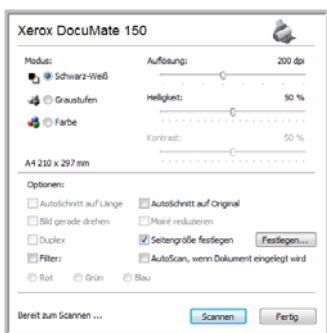 Xerox DocuMate 150
Modus: Auflösung: 200 dpi
Schwarz-Weiß
Graustufen Helligkeit: 50 %
Farbe
Kontrast: 50 %
A4 210 x 297 mm
Optionen:
AutoSchnitt auf Länge AutoSchnitt auf Original
Bild gerade drehen Moiré reduzieren
Duplex Seitengröße festlegen Festlegen...
Filter: AutoScan, wenn Dokument eingelegt wird
Rot Grün Blau
Bereit zum Scannen ... Scannen Fertig